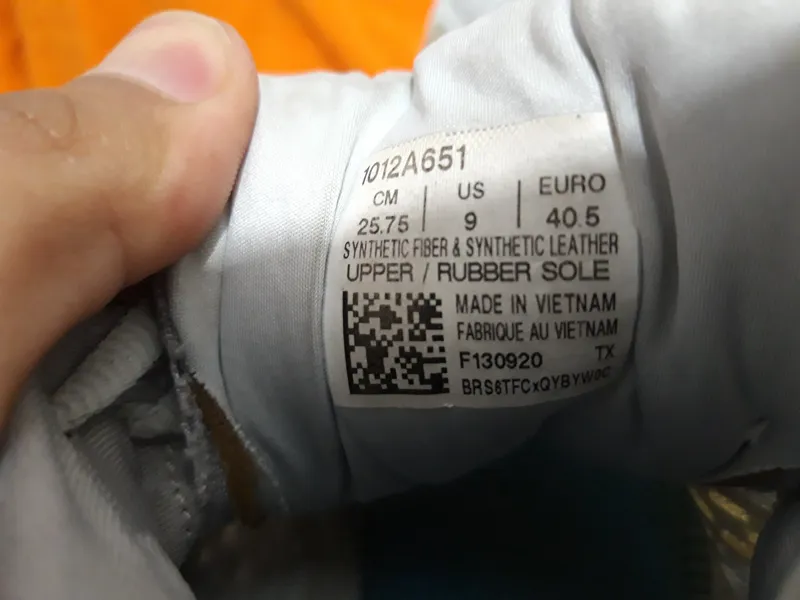 1012A651
CM | US | EURO
25.75 | 9 | 40.5
SYNTHETIC FIBER & SYNTHETIC LEATHER
UPPER / RUBBER SOLE
MADE IN VIETNAM
FABRIQUE AU VIETNAM
F130920 TX